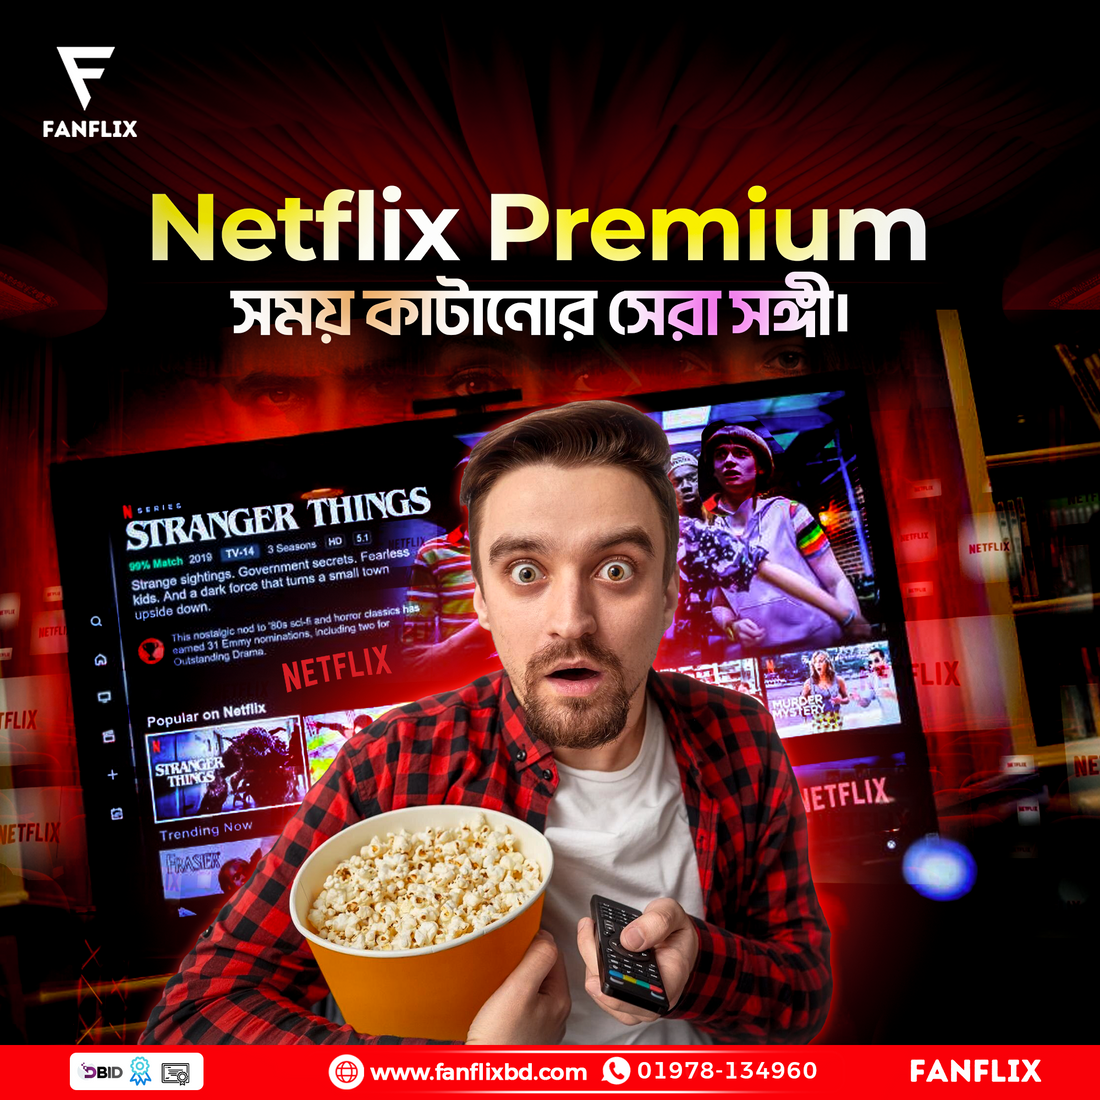 FANFLIX
Netflix Premium
সময় কাটানোর সেরা সঙ্গী।
N SERIES
STRANGER THINGS
99% Match 2019 TV-14 3 Seasons HD 5.1
Strange sightings. Government secrets. Fearless
kids. And a dark force that turns a small town
upside down.
This nostalgic nod to '80s sci-fi and horror classics has
earned 31 Emmy nominations, including two for
Outstanding Drama.
NETFLIX
Popular on Netflix
STRANGER
THINGS
MURDER
MYSTERY
Trending Now
FRASIER
NETFLIX
NETFLIX
NETFLIX
DBID
www.fanflixbd.com
01978-134960
FANFLIX